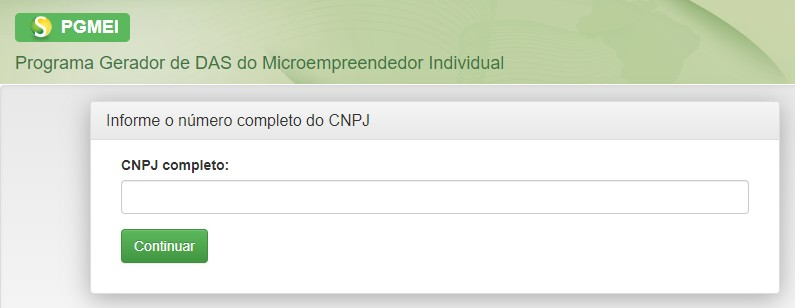 PGMEI
Programa Gerador de DAS do Microempreendedor Individual
Informe o número completo do CNPJ
CNPJ completo:
Continuar